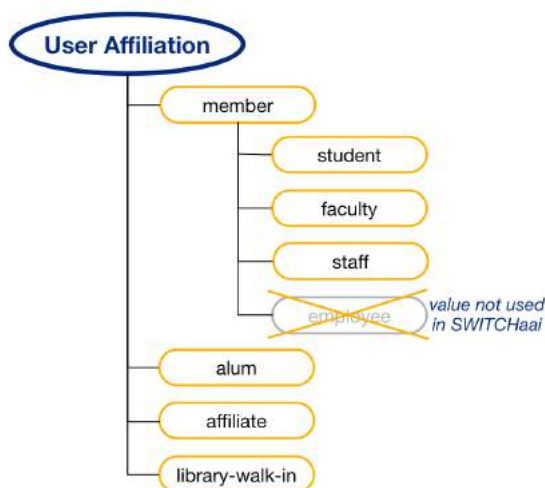 User Affiliation
member
student
faculty
staff
employee
value not used
in SWITCHaai
alum
affiliate
library-walk-in